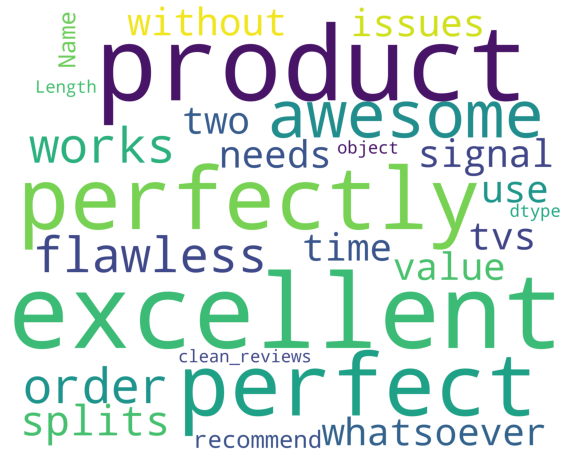 Name
without
issues
product
Length
two
awesome
works
needs
object
signal
perfectly
use
dtype
flawless
time
tvs
value
excellent
clean_reviews
order
perfect
splits
recommend
whatsoever